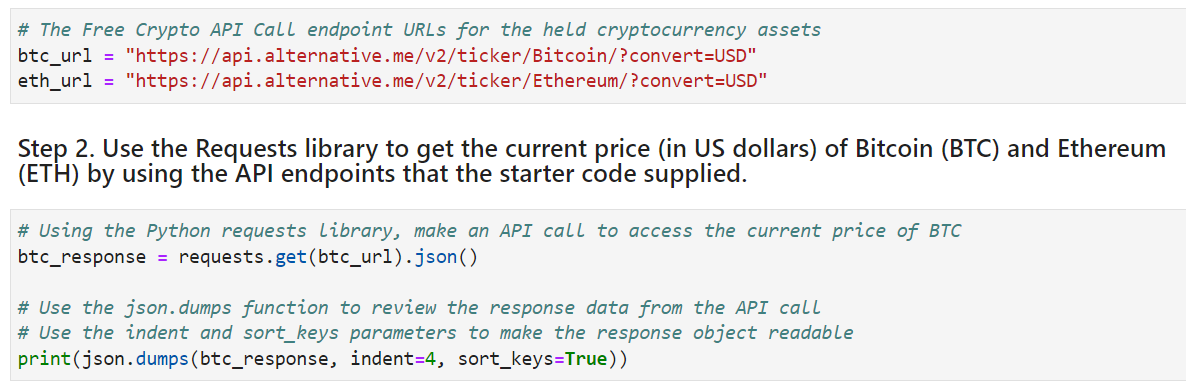 # The Free Crypto API Call endpoint URLs for the held cryptocurrency assets
btc_url = "https://api.alternative.me/v2/ticker/Bitcoin/?convert=USD"
eth_url = "https://api.alternative.me/v2/ticker/Ethereum/?convert=USD"
Step 2. Use the Requests library to get the current price (in US dollars) of Bitcoin (BTC) and Ethereum
(ETH) by using the API endpoints that the starter code supplied.
# Using the Python requests library, make an API call to access the current price of BTC
btc_response = requests.get(btc_url).json()
# Use the json.dumps function to review the response data from the API call
# Use the indent and sort_keys parameters to make the response object readable
print(json.dumps(btc_response, indent=4, sort_keys=True))